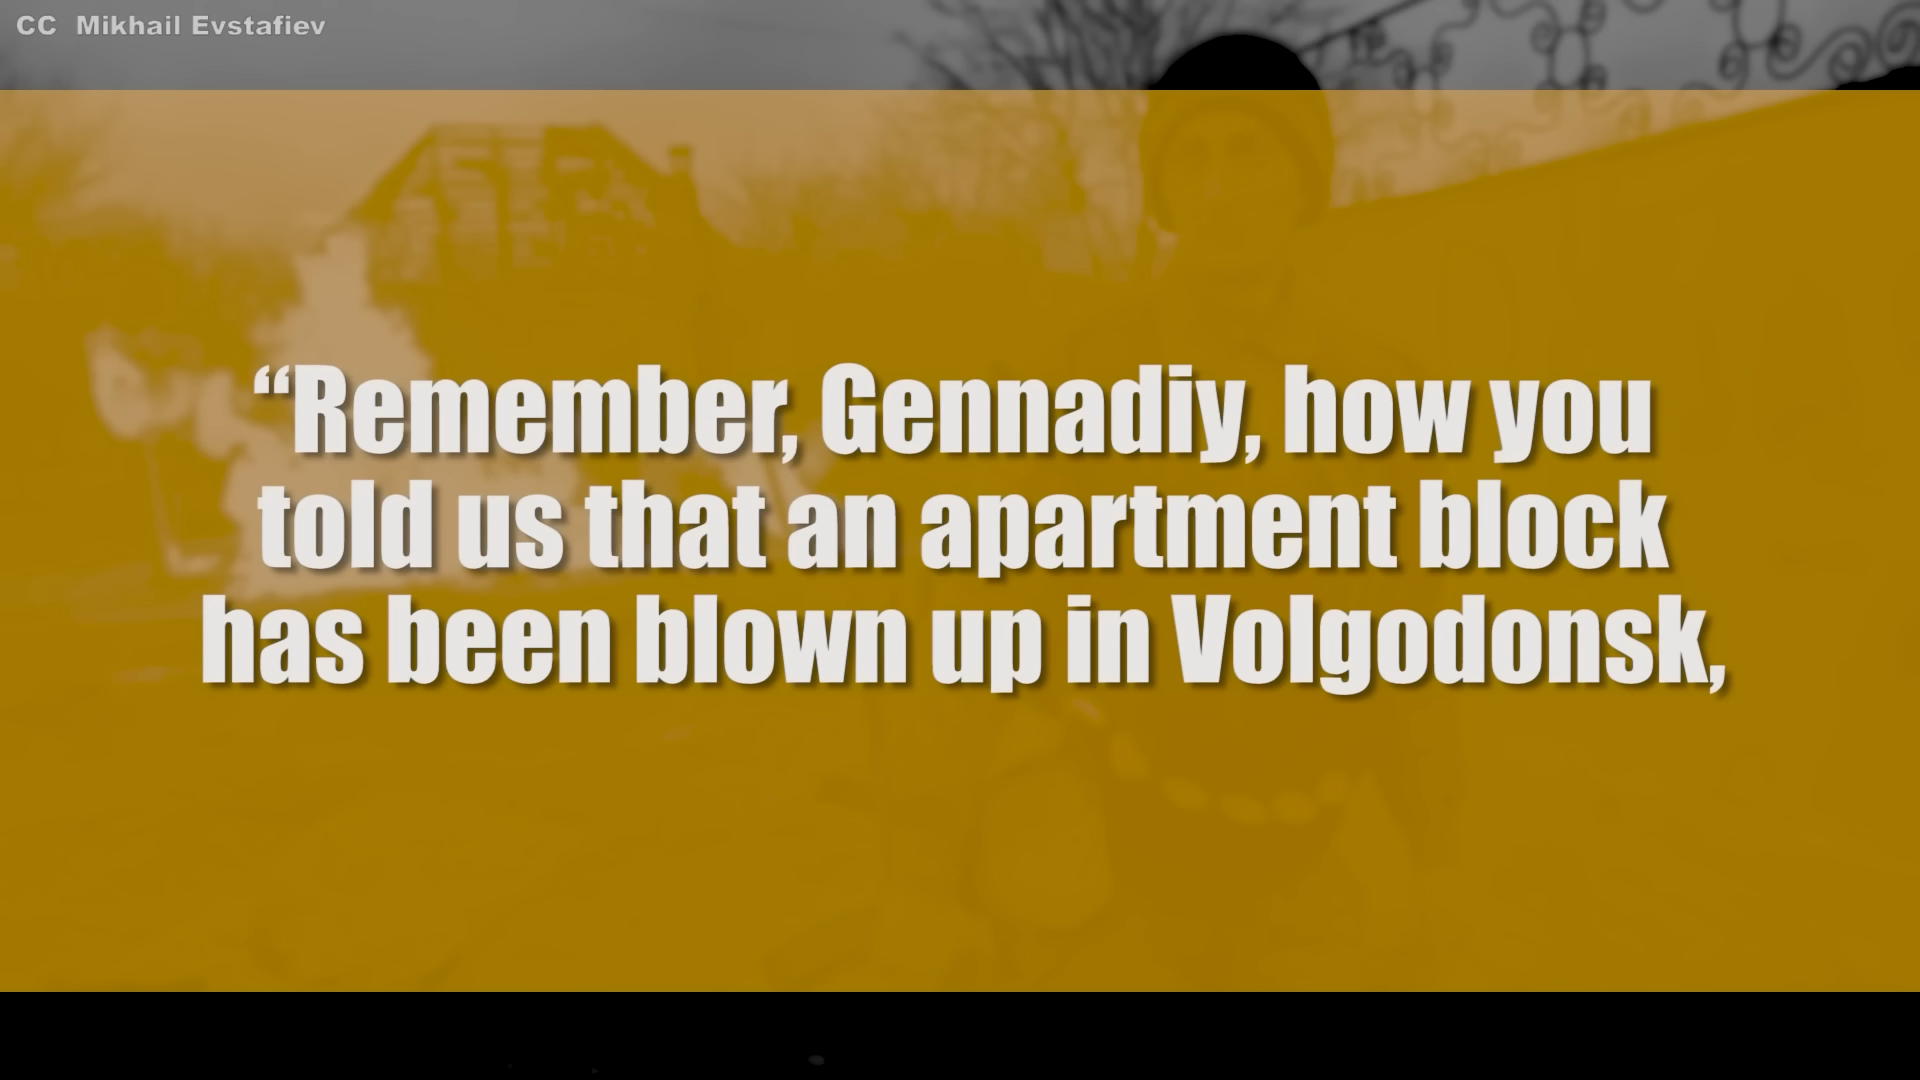 CC Mikhail Evstafiev
“Remember, Gennadiy, how you
told us that an apartment block
has been blown up in Volgodonsk,